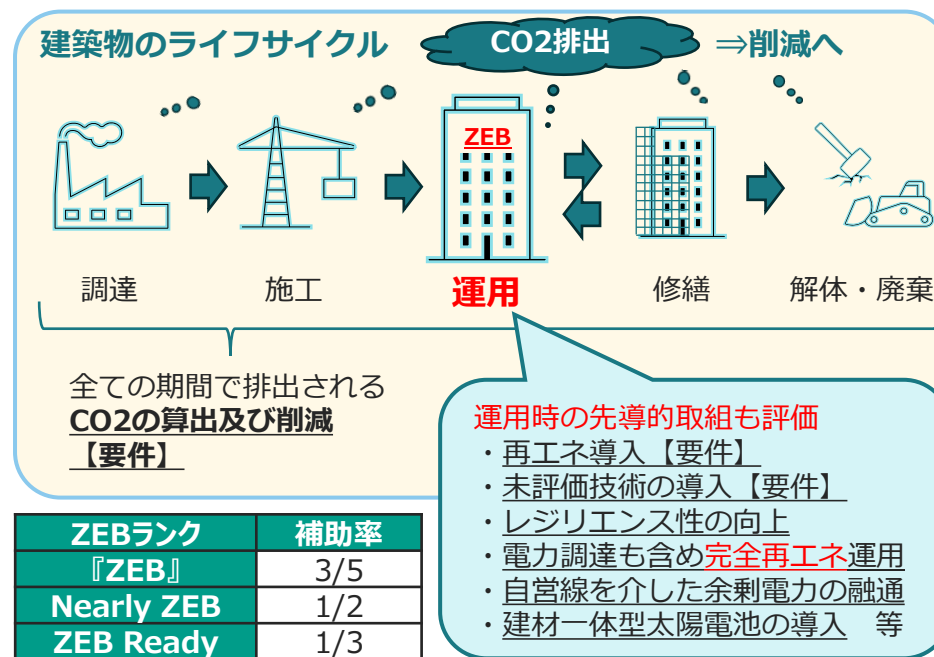 建築物のライフサイクル
CO2排出
⇒削減へ
ZEB
調達
施工
運用
修繕
解体・廃棄
全ての期間で排出される
CO2の算出及び削減
【要件】
運用時の先導的取組も評価
・再エネ導入【要件】
・未評価技術の導入【要件】
・レジリエンス性の向上
・電力調達も含め完全再エネ運用
・自営線を介した余剰電力の融通
・建材一体型太陽電池の導入　等
ZEBランク 補助率
『ZEB』 3/5
Nearly ZEB 1/2
ZEB Ready 1/3